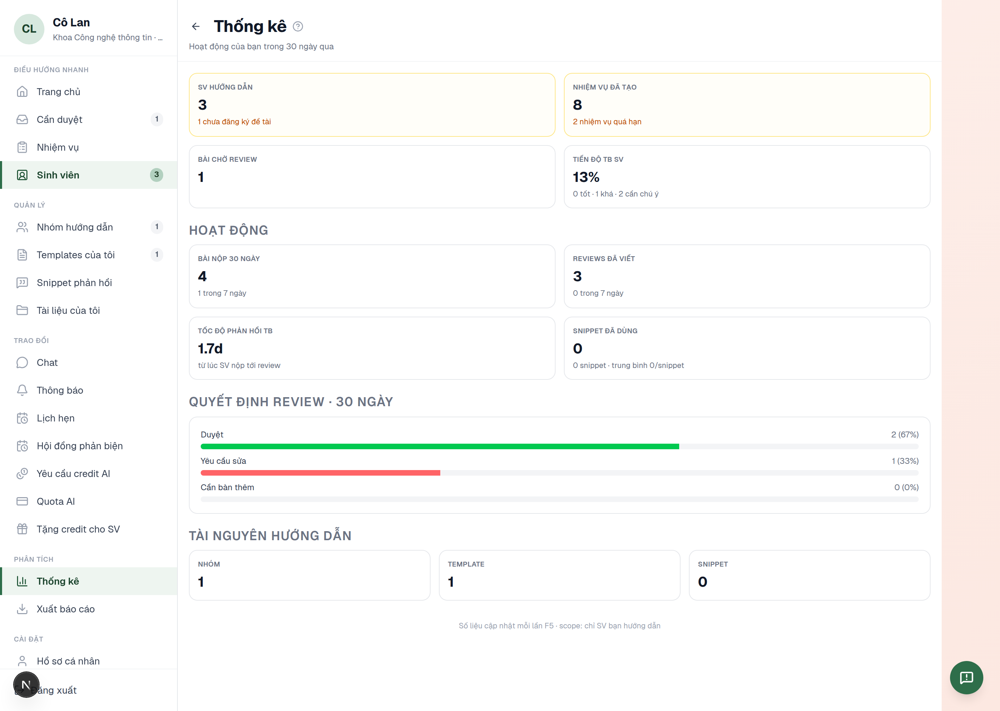 CL
Cô Lan
Khoa Công nghệ thông tin · ...
ĐIỀU HƯỚNG NHANH
Trang chủ
Cần duyệt 1
Nhiệm vụ
Sinh viên 3
QUẢN LÝ
Nhóm hướng dẫn 1
Templates của tôi 1
Snippet phản hồi
Tài liệu của tôi
TRAO ĐỔI
Chat
Thông báo
Lịch hẹn
Hội đồng phản biện
Yêu cầu credit AI
Quota AI
Tặng credit cho SV
PHÂN TÍCH
Thống kê
Xuất báo cáo
CÀI ĐẶT
Hồ sơ cá nhân
N
Đăng xuất
Thống kê
Hoạt động của bạn trong 30 ngày qua
SV HƯỚNG DẪN
3
1 chưa đăng ký đề tài
NHIỆM VỤ ĐÃ TẠO
8
2 nhiệm vụ quá hạn
BÀI CHỜ REVIEW
1
TIẾN ĐỘ TB SV
13%
0 tốt · 1 khá · 2 cần chú ý
HOẠT ĐỘNG
BÀI NỘP 30 NGÀY
4
1 trong 7 ngày
REVIEWS ĐÃ VIẾT
3
0 trong 7 ngày
TỐC ĐỘ PHẢN HỒI TB
1.7d
từ lúc SV nộp tới review
SNIPPET ĐÃ DÙNG
0
0 snippet · trung bình 0/snippet
QUYẾT ĐỊNH REVIEW · 30 NGÀY
Duyệt 2 (67%)
Yêu cầu sửa 1 (33%)
Cần bàn thêm 0 (0%)
TÀI NGUYÊN HƯỚNG DẪN
NHÓM
1
TEMPLATE
1
SNIPPET
0
Số liệu cập nhật mỗi lần F5 · scope: chỉ SV bạn hướng dẫn